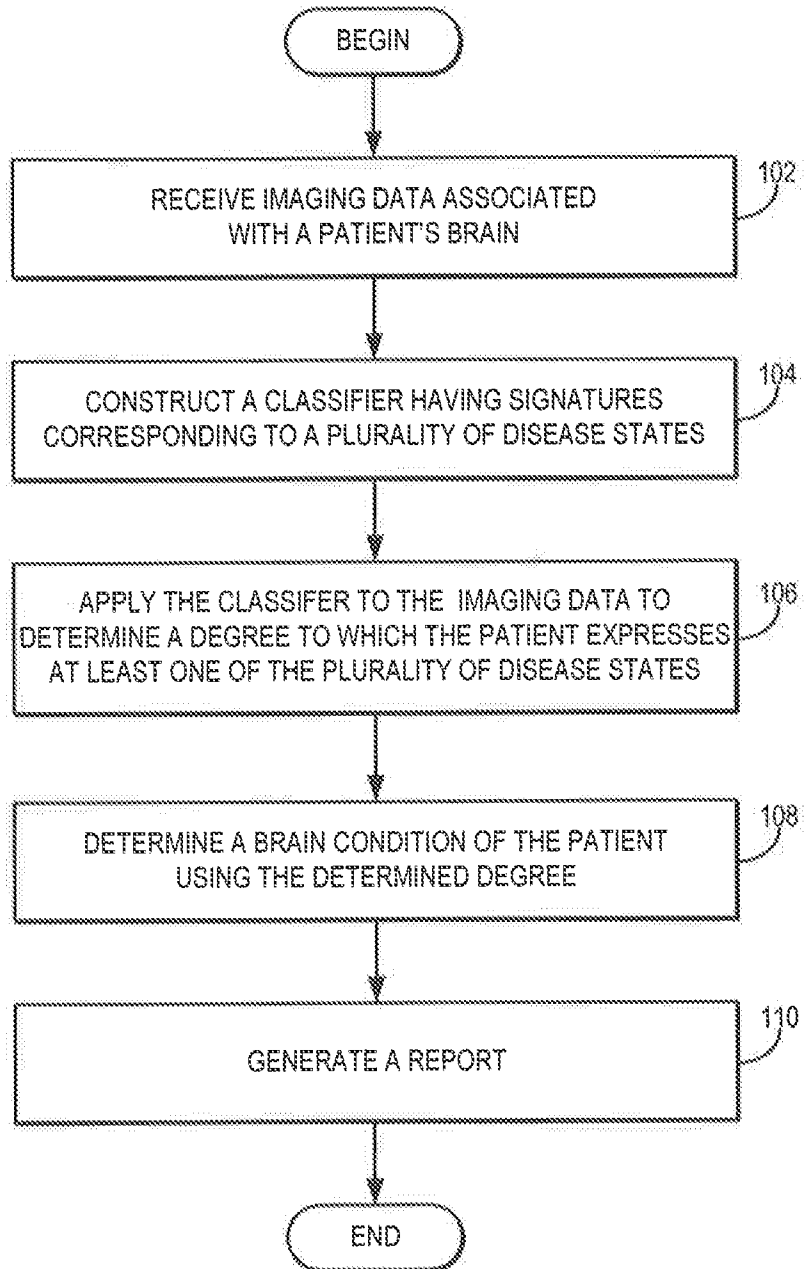 BEGIN
RECEIVE IMAGING DATA ASSOCIATED
WITH A PATIENT'S BRAIN
102
CONSTRUCT A CLASSIFIER HAVING SIGNATURES
CORRESPONDING TO A PLURALITY OF DISEASE STATES
104
APPLY THE CLASSIFER TO THE IMAGING DATA TO
DETERMINE A DEGREE TO WHICH THE PATIENT EXPRESSES
AT LEAST ONE OF THE PLURALITY OF DISEASE STATES
106
DETERMINE A BRAIN CONDITION OF THE PATIENT
USING THE DETERMINED DEGREE
108
GENERATE A REPORT
110
END